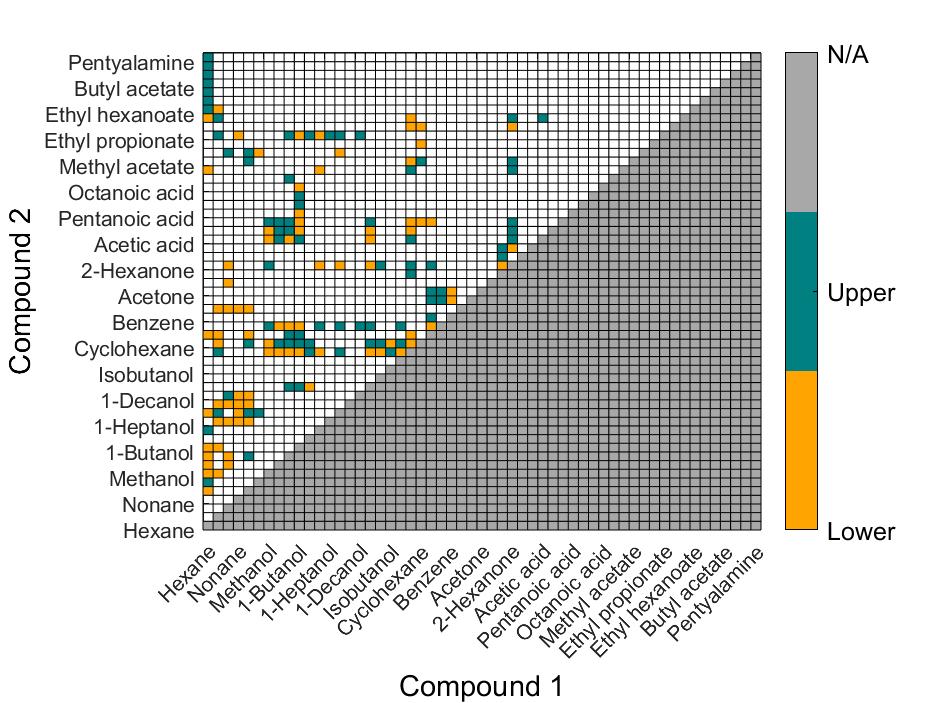 Pentyalamine
Butyl acetate
Ethyl hexanoate
Ethyl propionate
Methyl acetate
Octanoic acid
Pentanoic acid
Acetic acid
2-Hexanone
Acetone
Benzene
Cyclohexane
Isobutanol
1-Decanol
1-Heptanol
1-Butanol
Methanol
Nonane
Hexane
Compound 2
Hexane
Nonane
Methanol
1-Butanol
1-Heptanol
1-Decanol
Isobutanol
Cyclohexane
Benzene
Acetone
2-Hexanone
Acetic acid
Pentanoic acid
Octanoic acid
Methyl acetate
Ethyl propionate
Ethyl hexanoate
Butyl acetate
Pentyalamine
Compound 1
N/A
Upper
Lower